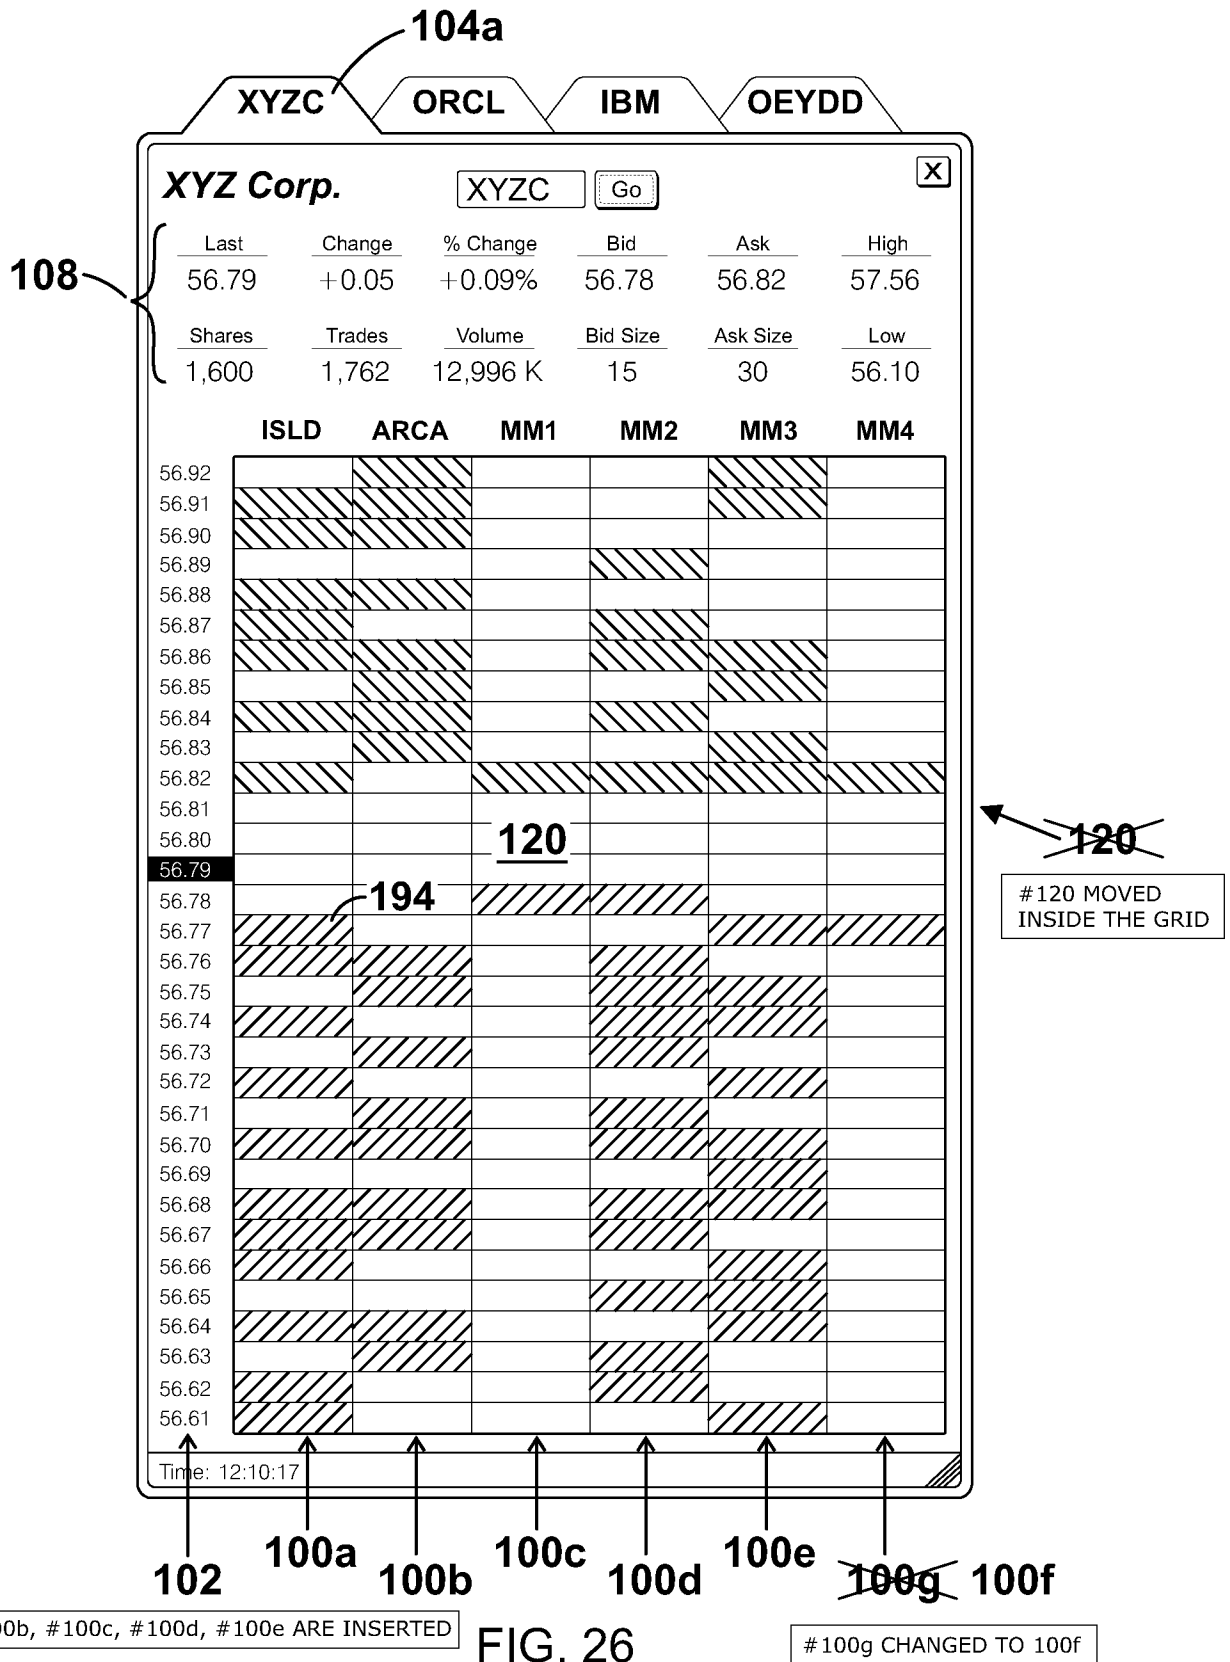 104a
XYZC ORCL IBM OEYDD
XYZ Corp. XYZC Go X
108
Last Change % Change Bid Ask High
56.79 +0.05 +0.09% 56.78 56.82 57.56
Shares Trades Volume Bid Size Ask Size Low
1,600 1,762 12,996 K 15 30 56.10
ISLD ARCA MM1 MM2 MM3 MM4
56.92
56.91
56.90
56.89
56.88
56.87
56.86
56.85
56.84
56.83
56.82
56.81
56.80 120 120
56.79
#120 MOVED
INSIDE THE GRID
56.78 194
56.77
56.76
56.75
56.74
56.73
56.72
56.71
56.70
56.69
56.68
56.67
56.66
56.65
56.64
56.63
56.62
56.61
Time: 12:10:17
102 100a 100b 100c 100d 100e 100g 100f
00b, #100c, #100d, #100e ARE INSERTED
FIG. 26
#100g CHANGED TO 100f